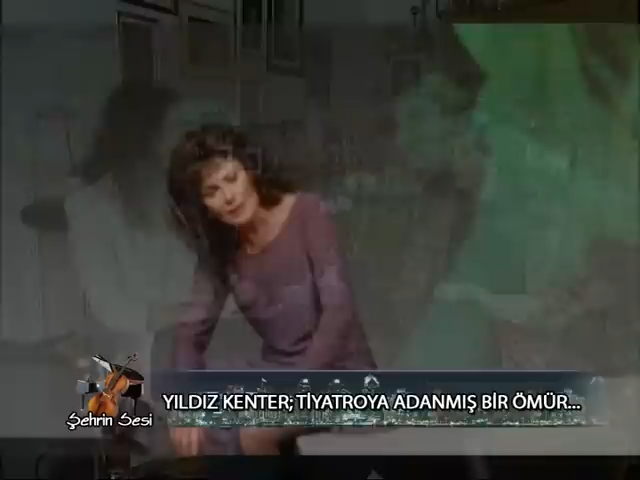 YILDIZ KENTER; TİYATROYA ADANMIŞ BİR ÖMÜR...
Şehrin Sesi